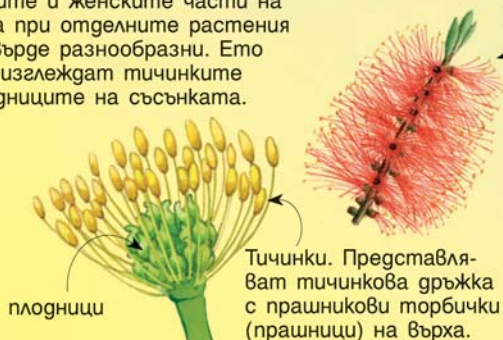 ите и женските части на
а при отделните растения
върде разнообразни. Ето
изглеждат тичинките
дниците на съсънката.
Тичинки. Представля-
ват тичинкова дръжка
с прашникови торбички
(прашници) на върха.
плодници